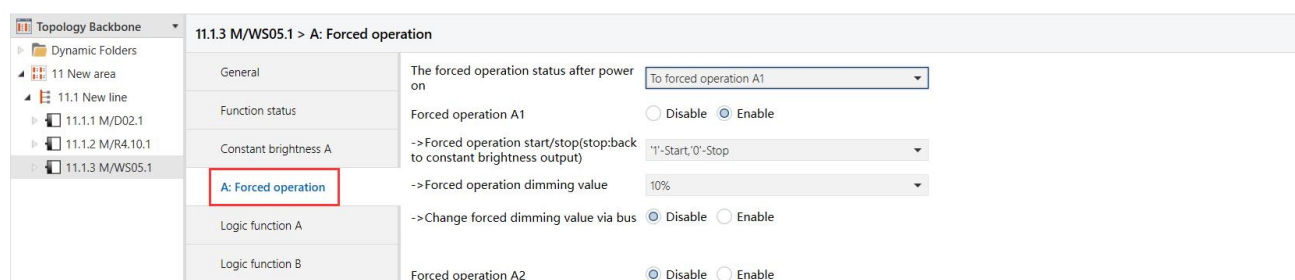 Topology Backbone
Dynamic Folders
11 New area
11.1 New line
11.1.1 M/D02.1
11.1.2 M/R4.10.1
11.1.3 M/WS05.1
11.1.3 M/WS05.1 > A: Forced operation
General
Function status
Constant brightness A
A: Forced operation
Logic function A
Logic function B
The forced operation status after power
on
To forced operation A1
Forced operation A1 Disable Enable
->Forced operation start/stop(stop:back
to constant brightness output)
'1'-Start,'0'-Stop
->Forced operation dimming value 10%
->Change forced dimming value via bus Disable Enable
Forced operation A2 Disable Enable